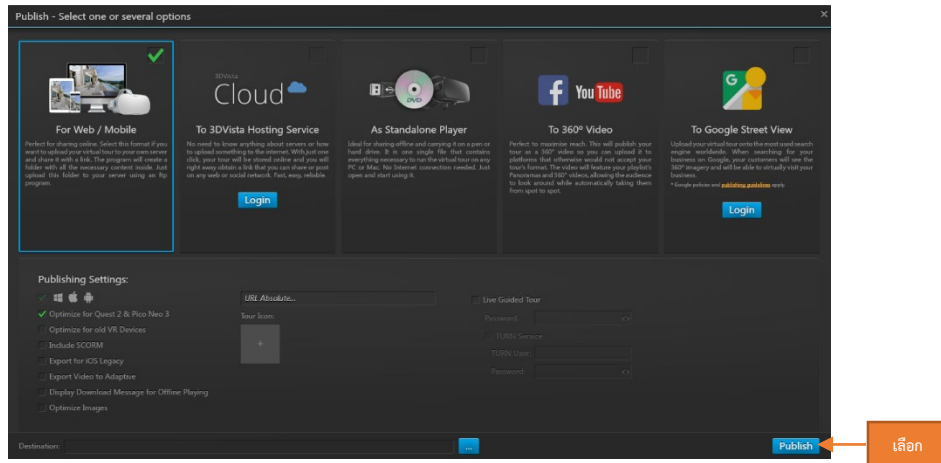 Publish - Select one or several options
For Web / Mobile
Perfect for sharing online. Select this format if you
want to upload your virtual tour to your own server
and share it with a link. The program will create a
folder with all the necessary content inside. Just
upload this folder to your server using an ftp
program.
3DVista
Cloud
To 3DVista Hosting Service
No need to know anything about servers or how
to upload something to the internet. With just one
click, your tour will be stored online and you will
right away obtain a link that you can share or post
on any web or social network. Fast, easy, reliable.
Login
DVD
As Standalone Player
Ideal for sharing offline and carrying it on a pen or
hard drive. It is one single file that contains
everything necessary to run the virtual tour on any
PC or Mac. No Internet connection needed. Just
open and start using it.
You Tube
To 360º Video
Perfect to maximise reach. This will publish your
tour as a 360º video so you can upload it to
platforms that otherwise would not accept your
tour's format. The video will feature your playlist's
Panoramas and 360º videos, allowing the audience
to look around while automatically taking them
from spot to spot.
G
To Google Street View
Upload your virtual tour onto the most used search
engine worldwide. When searching for your
business on Google, your customers will see the
360º imagery and will be able to virtually visit your
business.
* Google policies and publishing guidelines apply.
Login
Publishing Settings:
Optimize for Quest 2 & Pico Neo 3
Optimize for old VR Devices
Include SCORM
Export for iOS Legacy
Export Video to Adaptive
Display Download Message for Offline Playing
Optimize Images
URL Absolute...
Tour Icon:
+
Live Guided Tour
Password:
TURN Service
TURN User:
Password:
Destination:
...
Publish
เลือก